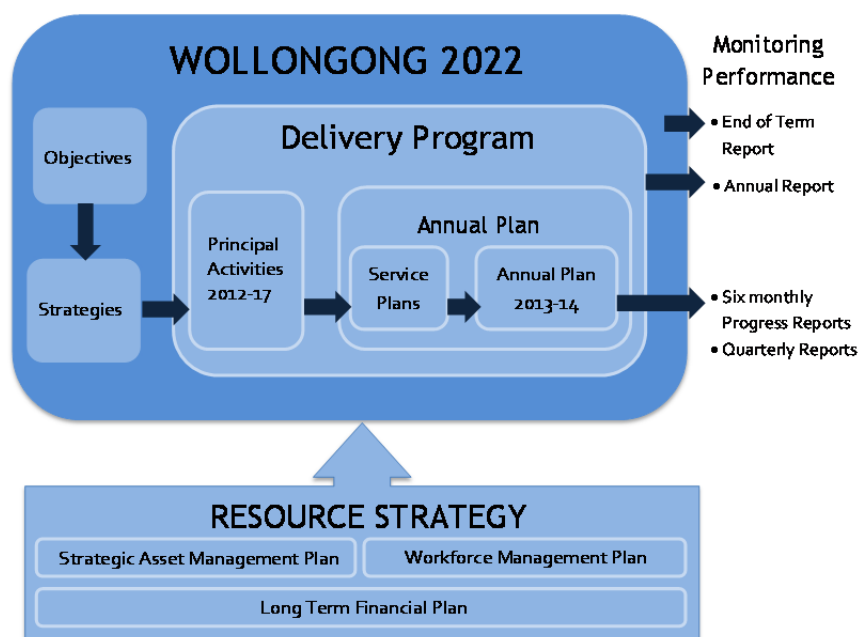 WOLLONGONG 2022
Monitoring
Performance
Objectives
Strategies
Delivery Program
Principal
Activities
2012-17
Annual Plan
Service
Plans
Annual Plan
2013-14
• End of Term
Report
• Annual Report
• Six monthly
Progress Reports
• Quarterly Reports
RESOURCE STRATEGY
Strategic Asset Management Plan
Workforce Management Plan
Long Term Financial Plan